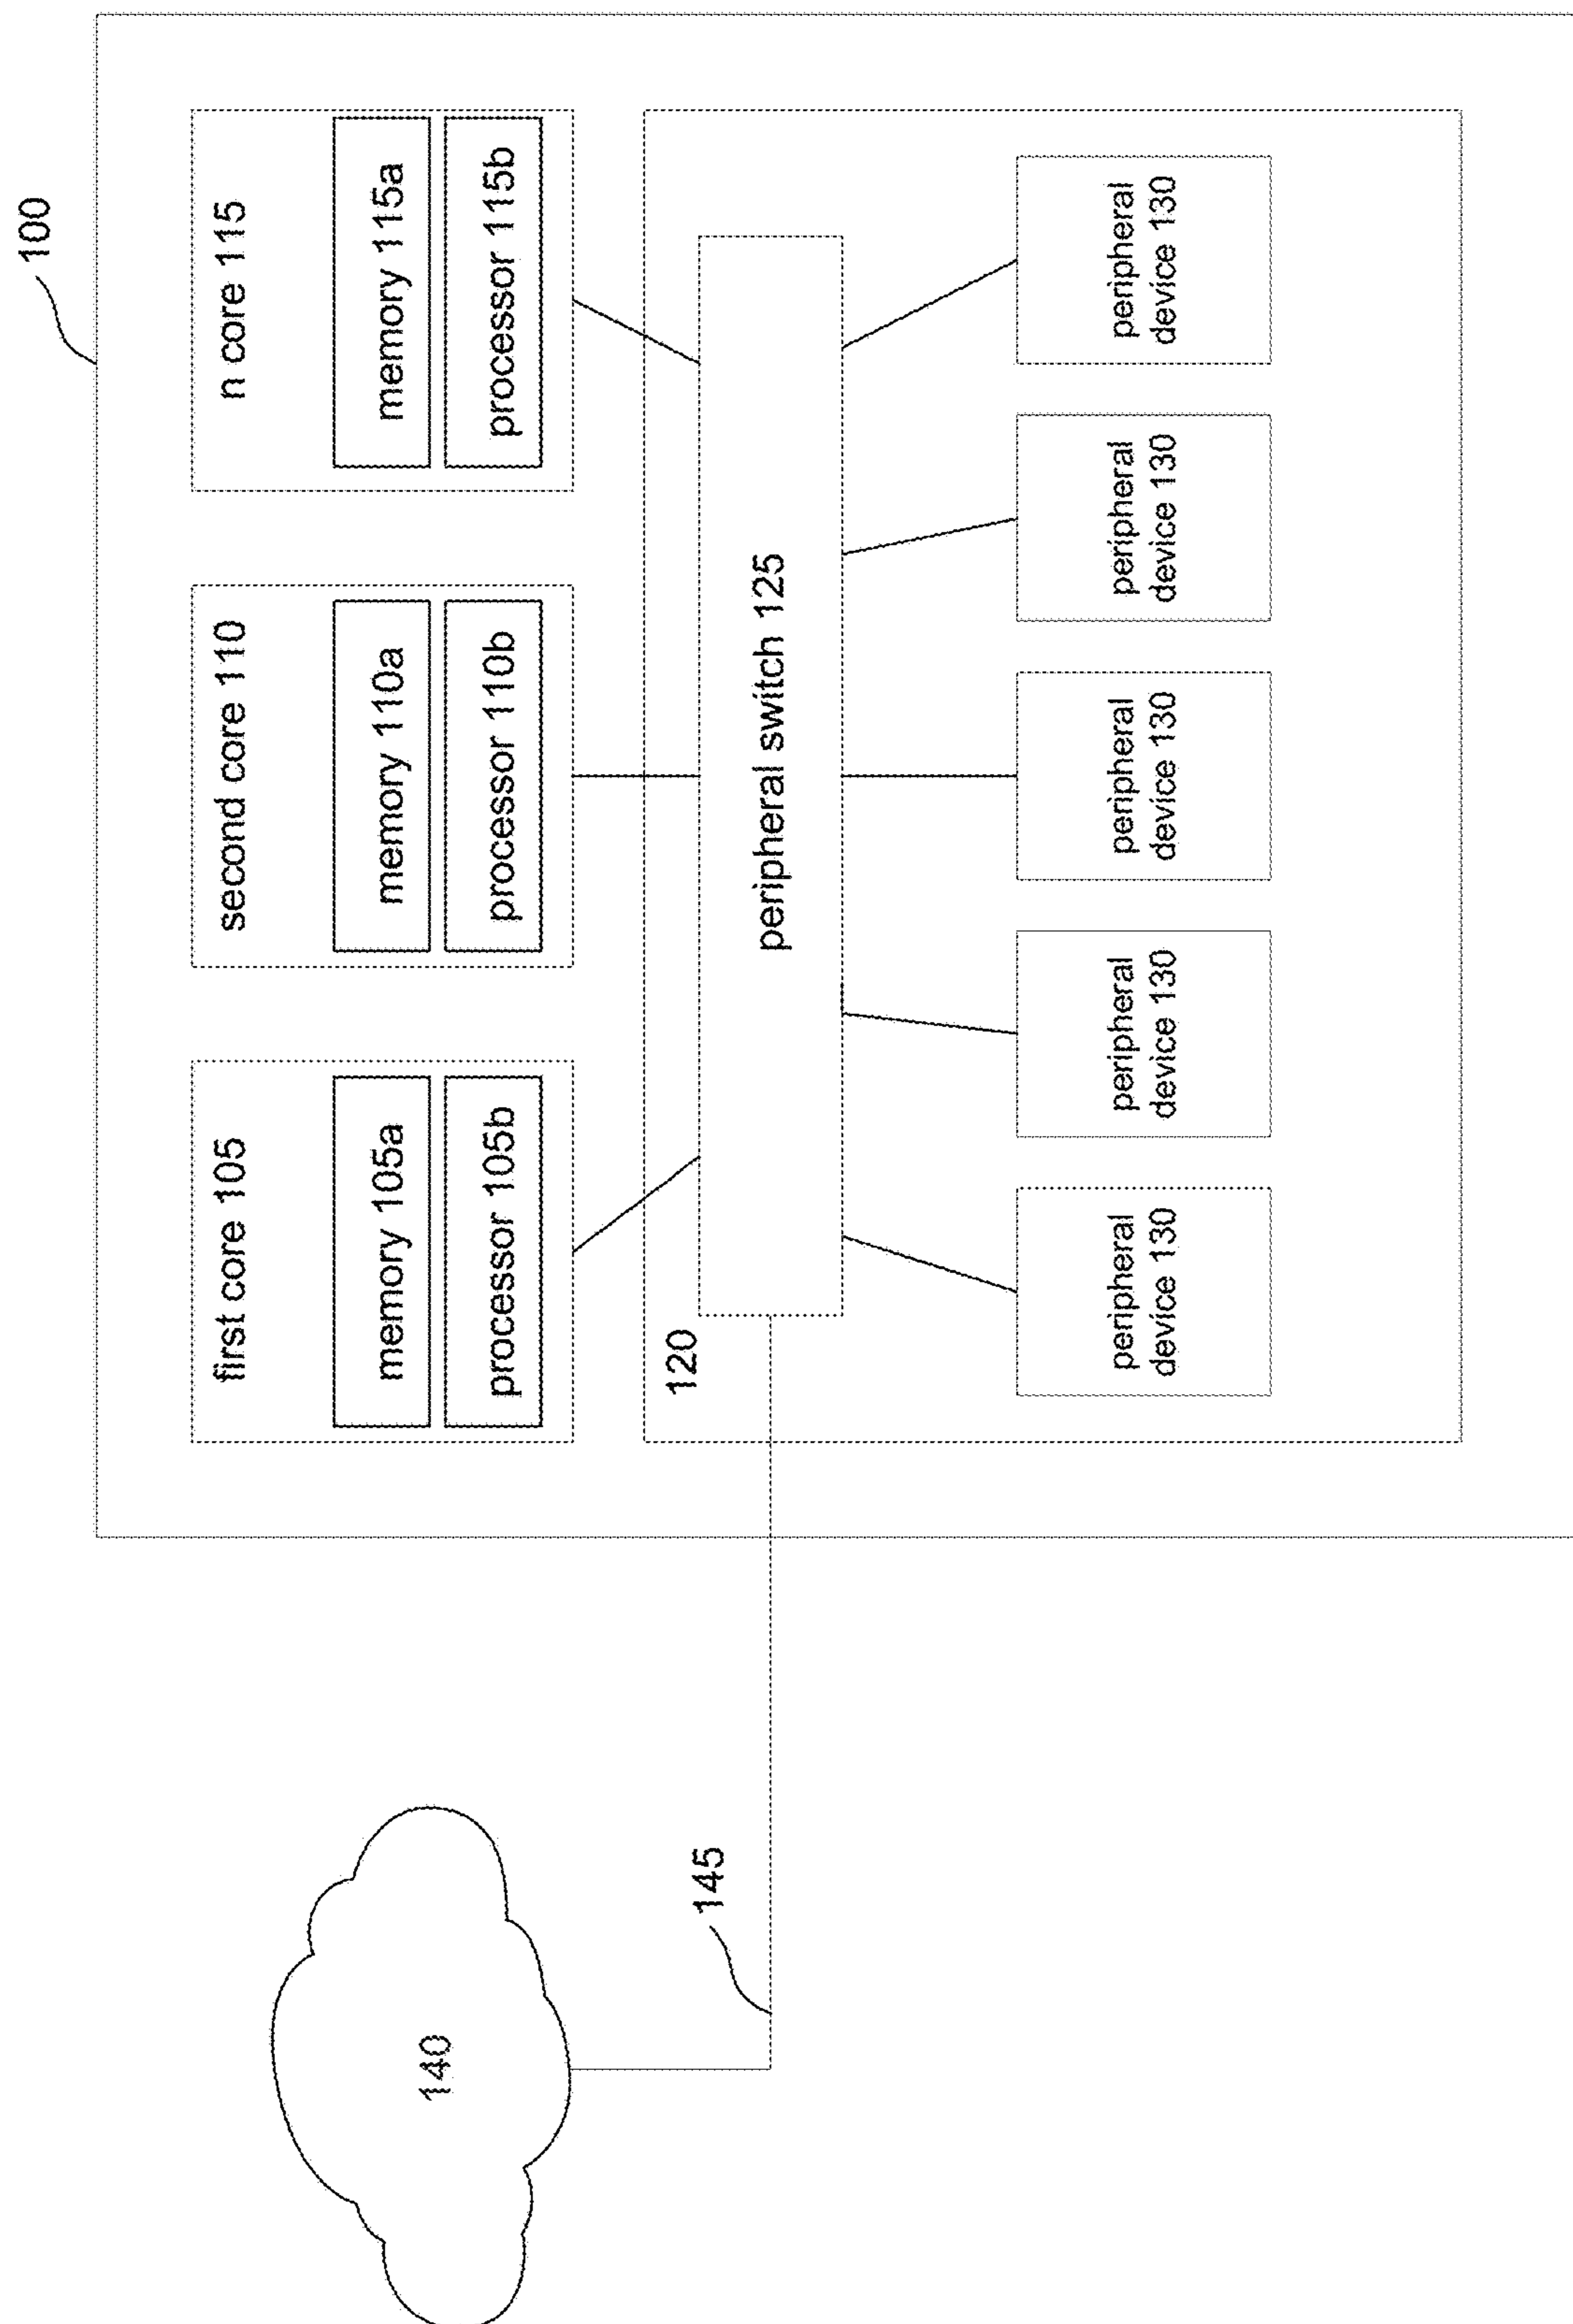 100
first core 105
memory 105a
processor 105b
second core 110
memory 110a
processor 110b
n core 115
memory 115a
processor 115b
120
peripheral switch 125
peripheral
device 130
peripheral
device 130
peripheral
device 130
peripheral
device 130
peripheral
device 130
140
145